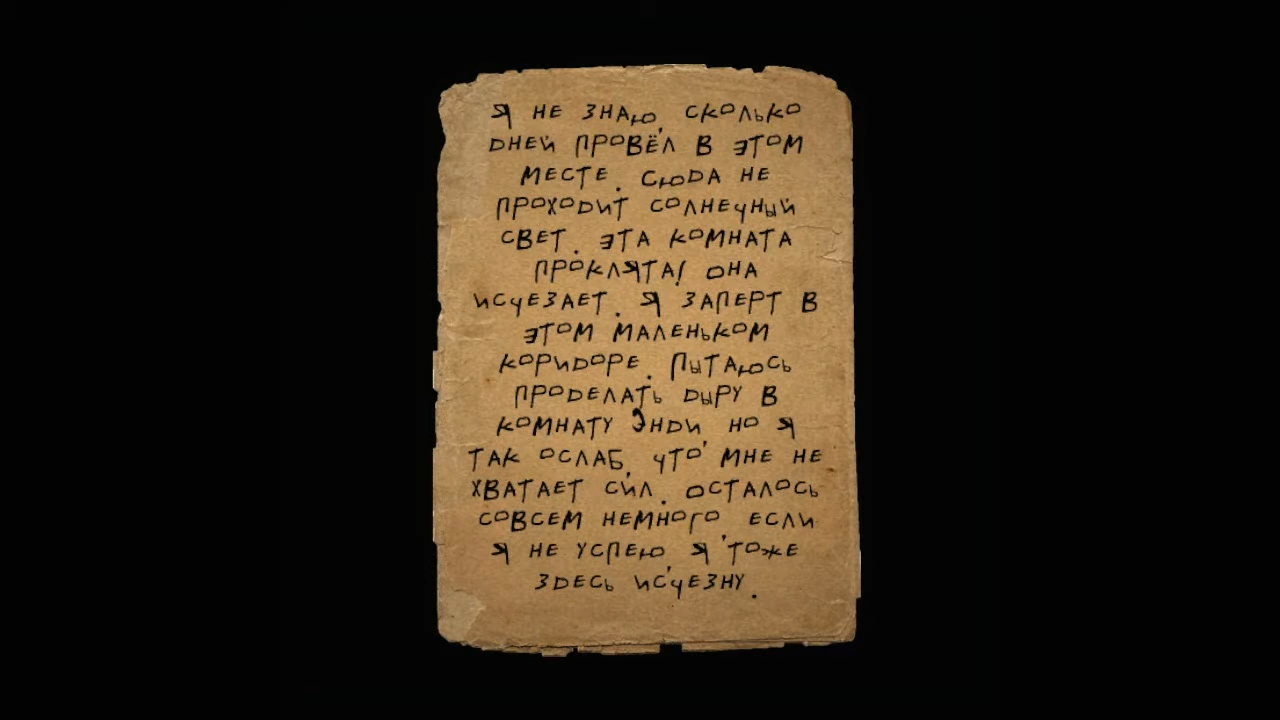 Я НЕ ЗНАЮ, СКОЛЬКО
ДНЕЙ ПРОВЁЛ В ЭТОМ
МЕСТЕ. СЮДА НЕ
ПРОХОДИТ СОЛНЕЧНЫЙ
СВЕТ. ЭТА КОМНАТА
ПРОКЛЯТА! ОНА
ИСЧЕЗАЕТ. Я ЗАПЕРТ В
ЭТОМ МАЛЕНЬКОМ
КОРИДОРЕ. ПЫТАЮСЬ
ПРОДЕЛАТЬ ДЫРУ В
КОМНАТУ ЭНДИ, НО Я
ТАК ОСЛАБ, ЧТО МНЕ НЕ
ХВАТАЕТ СИЛ. ОСТАЛОСЬ
СОВСЕМ НЕМНОГО, ЕСЛИ
Я НЕ УСПЕЮ, Я ТОЖЕ
ЗДЕСЬ ИСЧЕЗНУ.